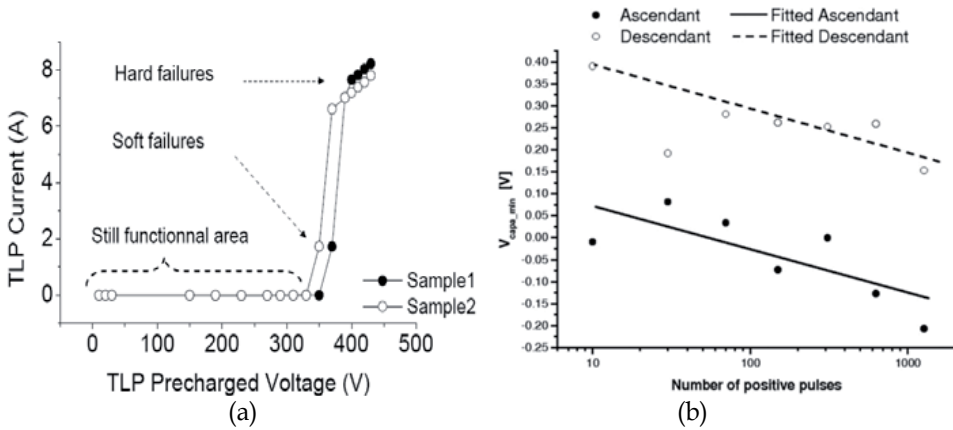 8
6
4
2
0
TLP Current (A)
Hard failures
Soft failures
Still functionnal area
Sample1
Sample2
0 100 200 300 400 500
TLP Precharged Voltage (V)
(a)
Ascendant Fitted Ascendant
Descendant Fitted Descendant
0.40
0.35
0.30
0.25
0.20
0.15
0.10
0.05
0.00
-0.05
-0.10
-0.15
-0.20
-0.25
Vcapa_min [V]
10 100 1000
Number of positive pulses
(b)